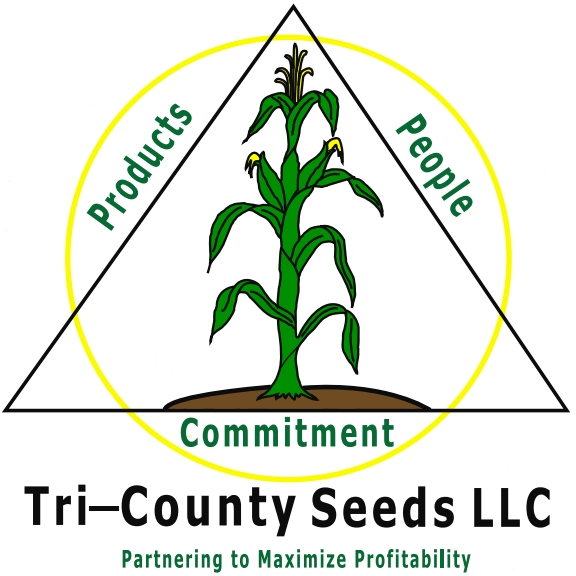 Products
People
Commitment
Tri-County Seeds LLC
Partnering to Maximize Profitability